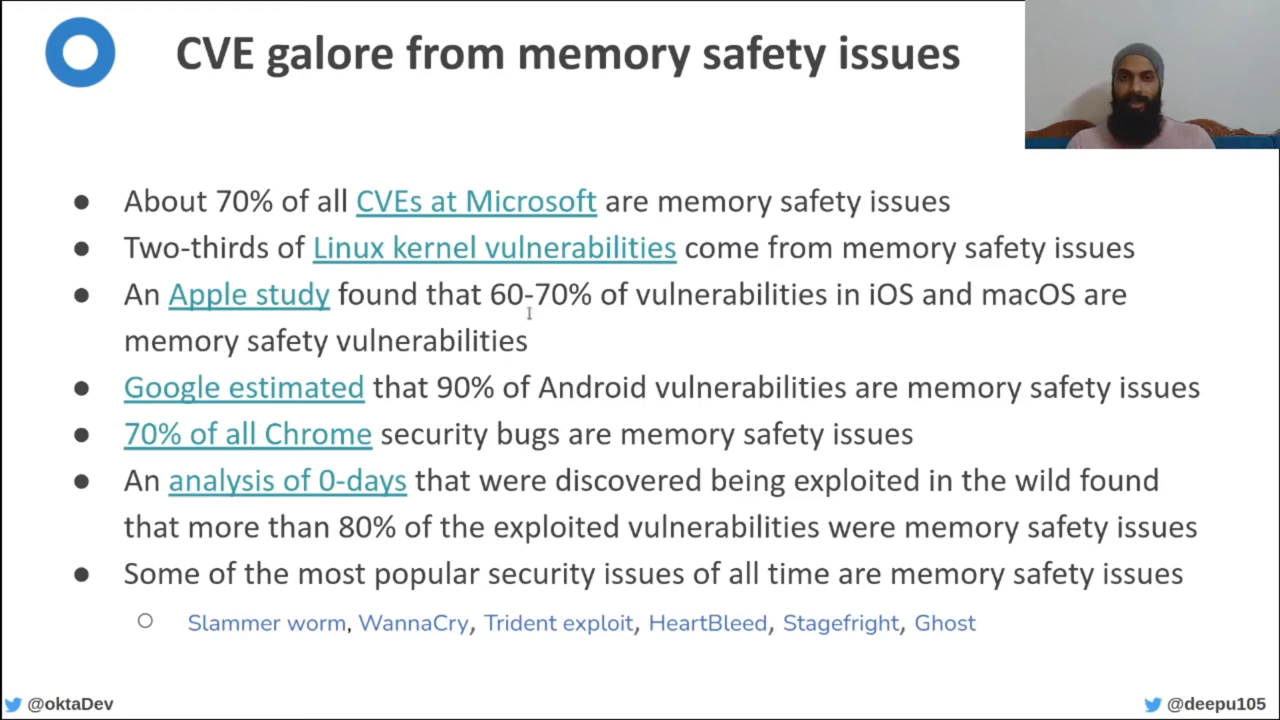 CVE galore from memory safety issues
● About 70% of all CVEs at Microsoft are memory safety issues
● Two-thirds of Linux kernel vulnerabilities come from memory safety issues
● An Apple study found that 60-70% of vulnerabilities in iOS and macOS are
memory safety vulnerabilities
● Google estimated that 90% of Android vulnerabilities are memory safety issues
● 70% of all Chrome security bugs are memory safety issues
● An analysis of 0-days that were discovered being exploited in the wild found
that more than 80% of the exploited vulnerabilities were memory safety issues
● Some of the most popular security issues of all time are memory safety issues
○ Slammer worm, WannaCry, Trident exploit, HeartBleed, Stagefright, Ghost
@oktaDev
@deepu105